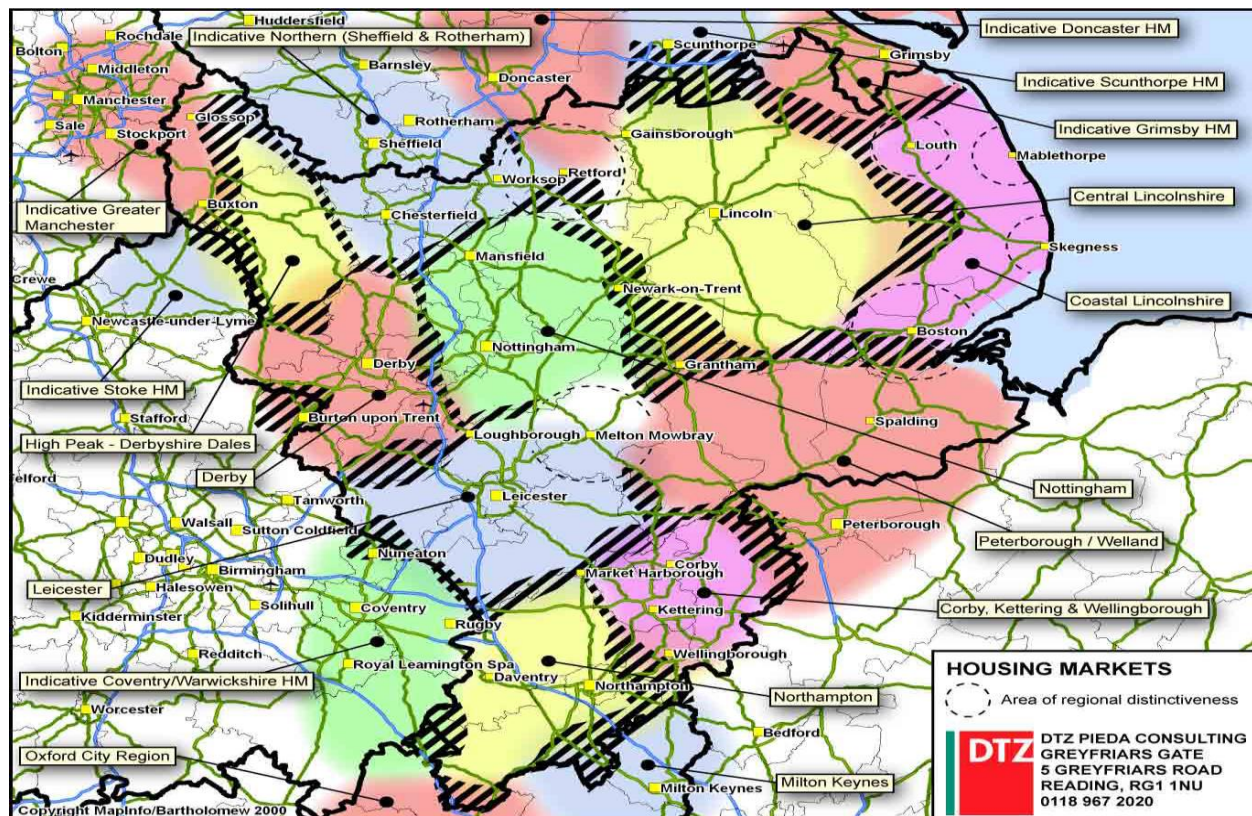 Huddersfield
Rochdale
Indicative Northern (Sheffield & Rotherham)
Indicative Doncaster HM
Bolton
Scunthorpe
Grimsby
Middleton
Barnsley
Doncaster
Indicative Scunthorpe HM
Manchester
Glossop
Rotherham
Indicative Grimsby HM
Sale
Stockport
Sheffield
Gainsborough
Louth
Mablethorpe
Worksop
Retford
Indicative Greater
Manchester
Buxton
Chesterfield
Lincoln
Central Lincolnshire
Skegness
Mansfield
Crewe
Newark-on-Trent
Coastal Lincolnshire
Newcastle-under-Lyme
Nottingham
Boston
Derby
Grantham
Indicative Stoke HM
Stafford
Burton upon Trent
Spalding
High Peak - Derbyshire Dales
Loughborough
Melton Mowbray
Derby
Nottingham
Telford
Tamworth
Leicester
Walsall
Sutton Coldfield
Peterborough
Peterborough / Welland
Nuneaton
Dudley
Birmingham
Market Harborough
Corby
Leicester
Halesowen
Solihull
Coventry
Kettering
Corby, Kettering & Wellingborough
Kidderminster
Rugby
Redditch
Royal Leamington Spa
Wellingborough
Indicative Coventry/Warwickshire HM
Daventry
Northampton
Northampton
Worcester
Bedford
Oxford City Region
Milton Keynes
Milton Keynes
Copyright MapInfo/Bartholomew 2000
HOUSING MARKETS
Area of regional distinctiveness
DTZ
DTZ PIEDA CONSULTING
GREYFRIARS GATE
5 GREYFRIARS ROAD
READING, RG1 1NU
0118 967 2020